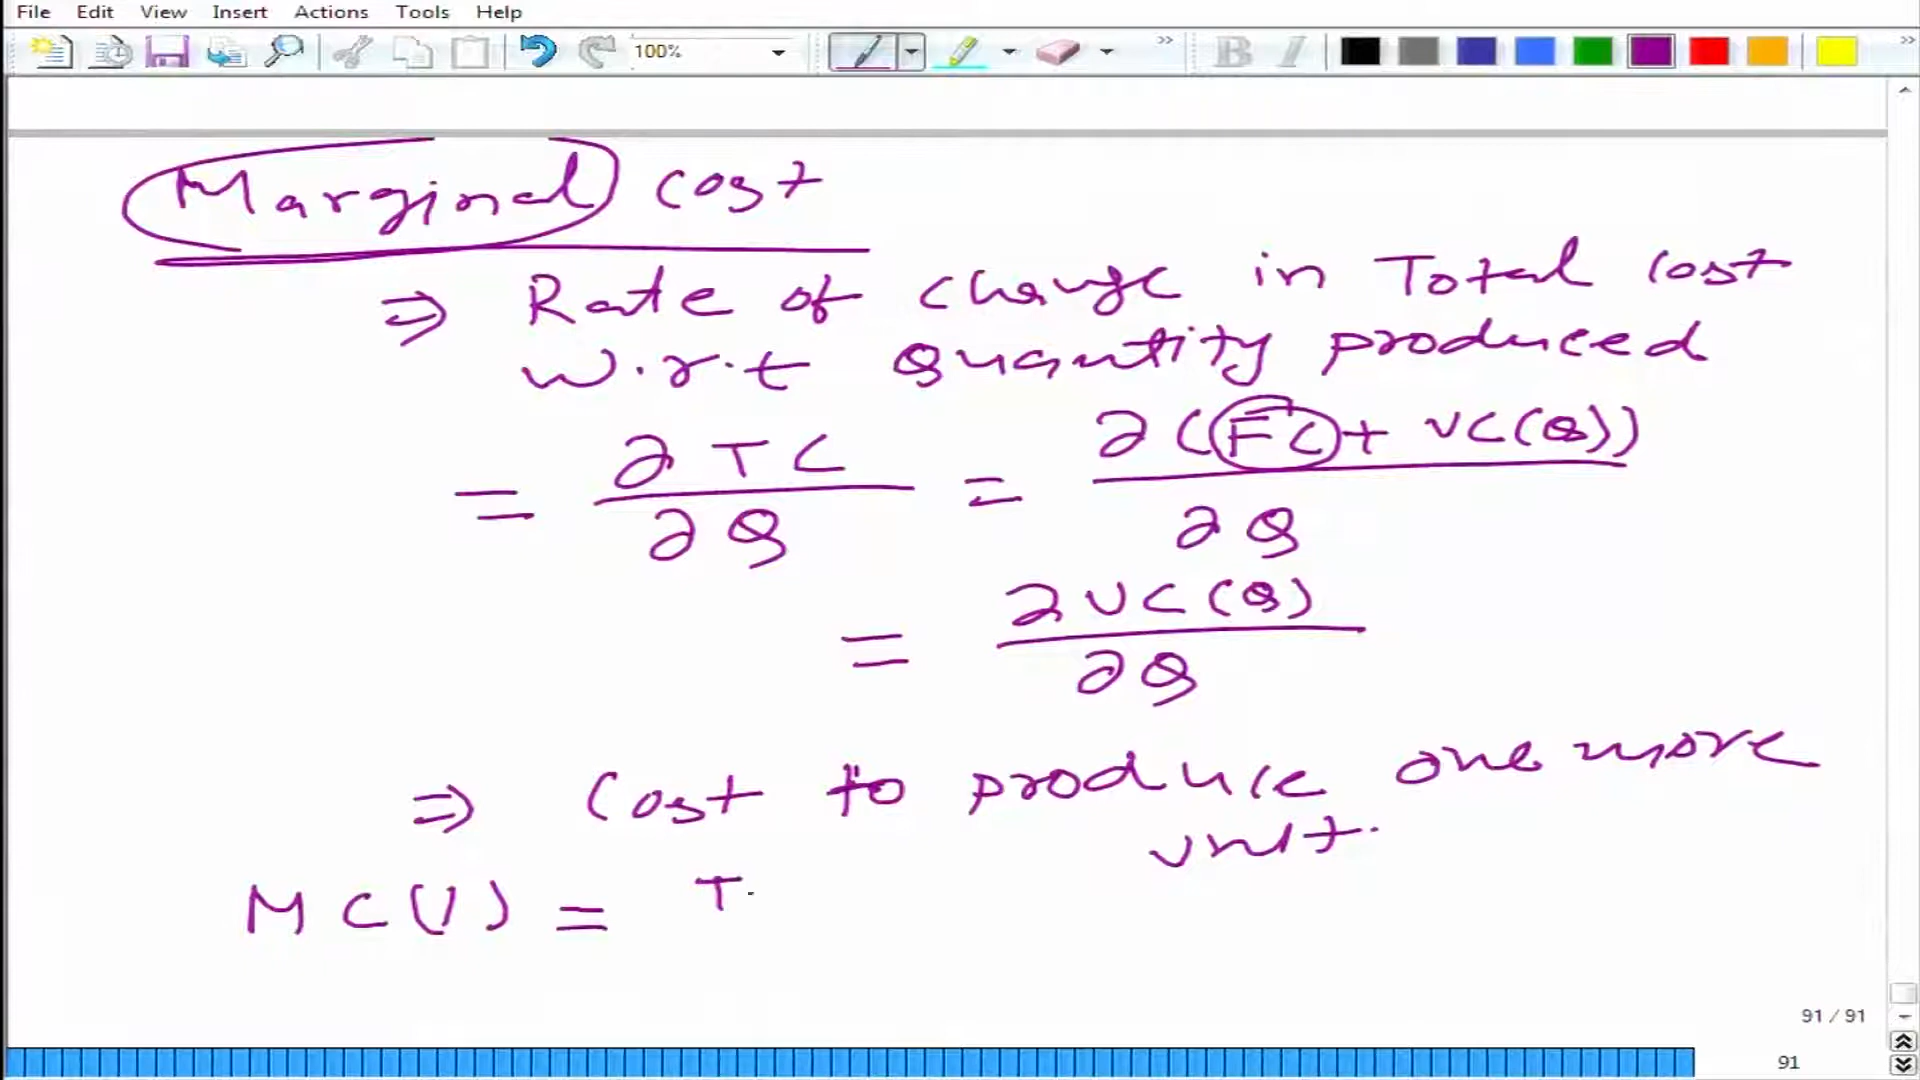 File Edit View Insert Actions Tools Help
100%
Marginal cost
⇒ Rate of change in Total cost
w.r.t quantity produced
= ∂TC/∂Q = ∂(FC + VC(Q))/∂Q
= ∂VC(Q)/∂Q
⇒ Cost to produce one more
unit.
MC(1) = T
91 / 91
91